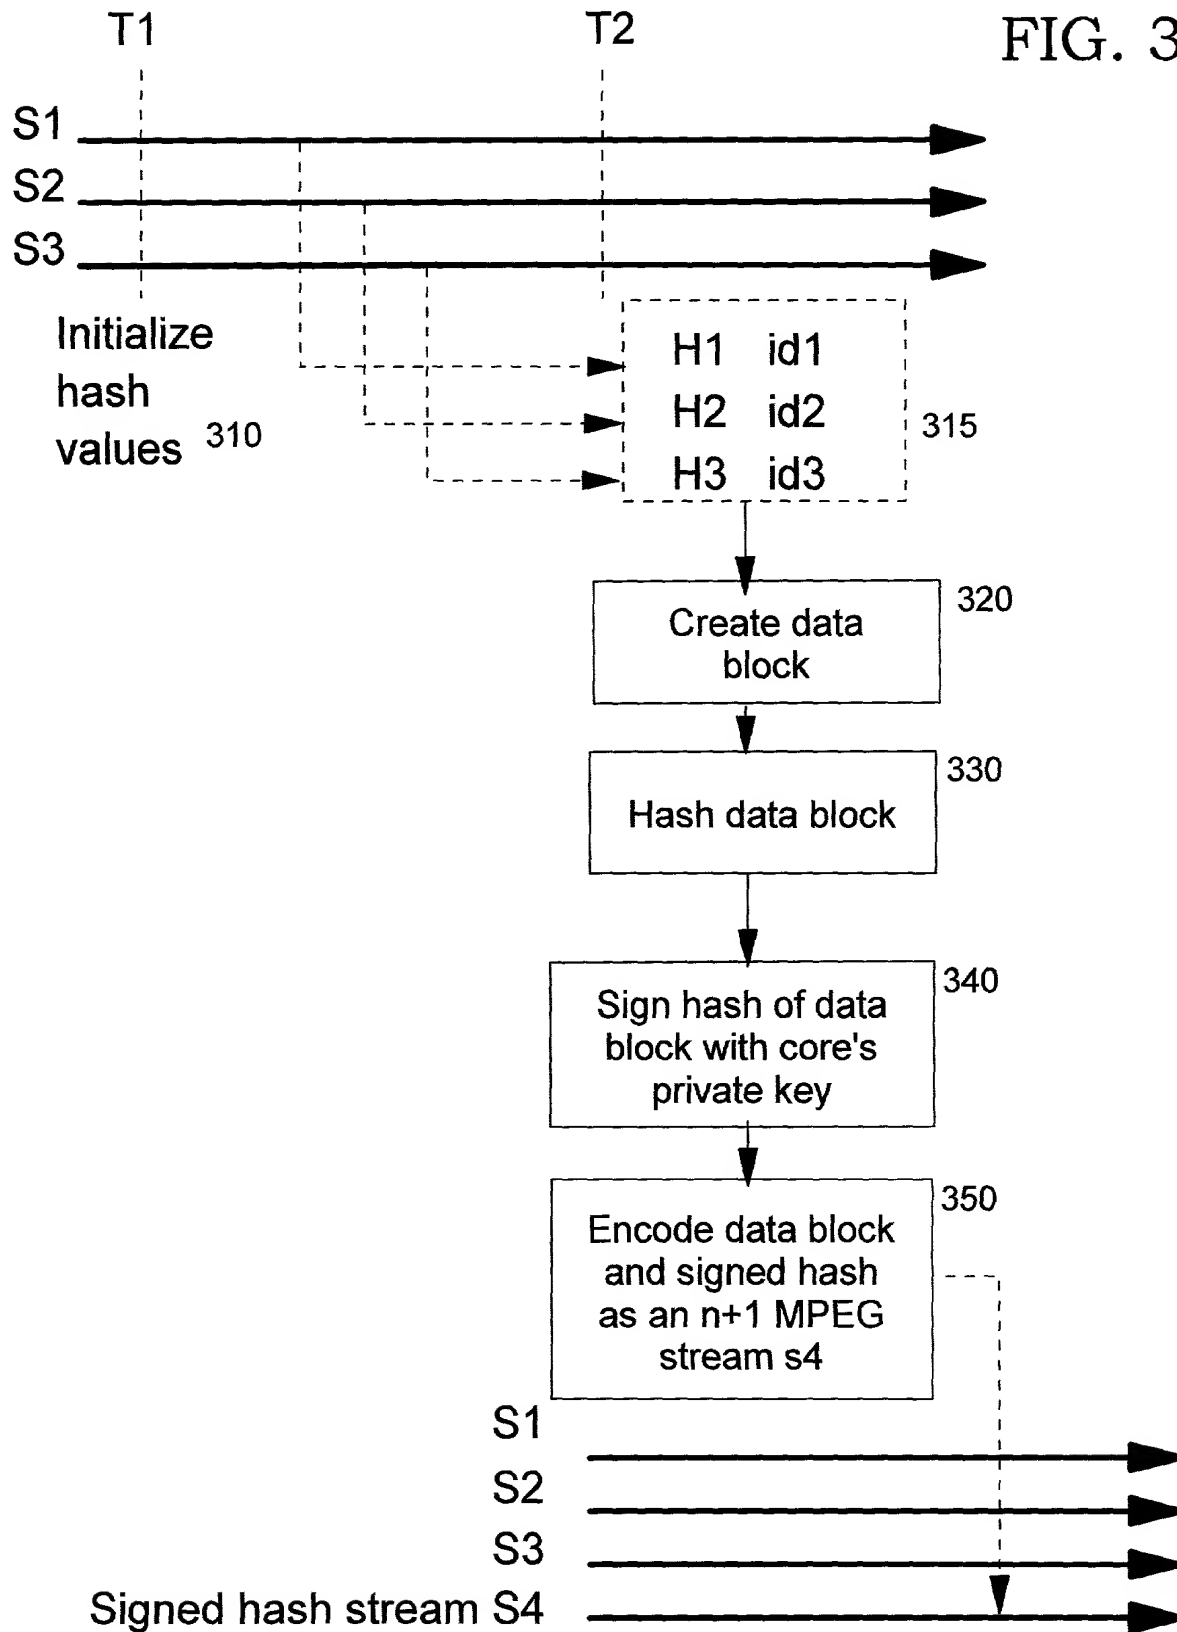 T1
T2
FIG. 3
S1
S2
S3
Initialize
hash
values 310
H1 id1
H2 id2
H3 id3
315
320
Create data
block
330
Hash data block
340
Sign hash of data
block with core's
private key
350
Encode data block
and signed hash
as an n+1 MPEG
stream s4
S1
S2
S3
Signed hash stream S4